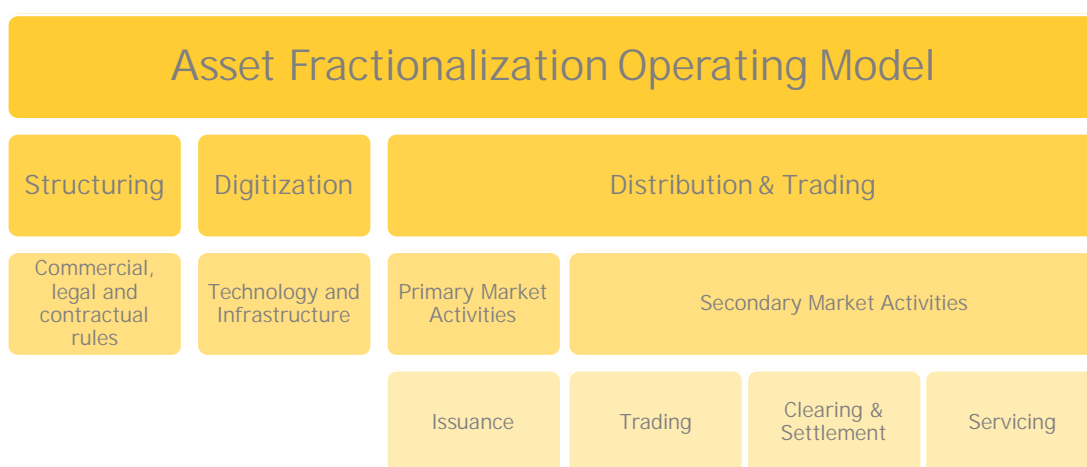 Asset Fractionalization Operating Model
Structuring
Digitization
Distribution & Trading
Commercial,
legal and
contractual
rules
Technology and
Infrastructure
Primary Market
Activities
Secondary Market Activities
Issuance
Trading
Clearing &
Settlement
Servicing